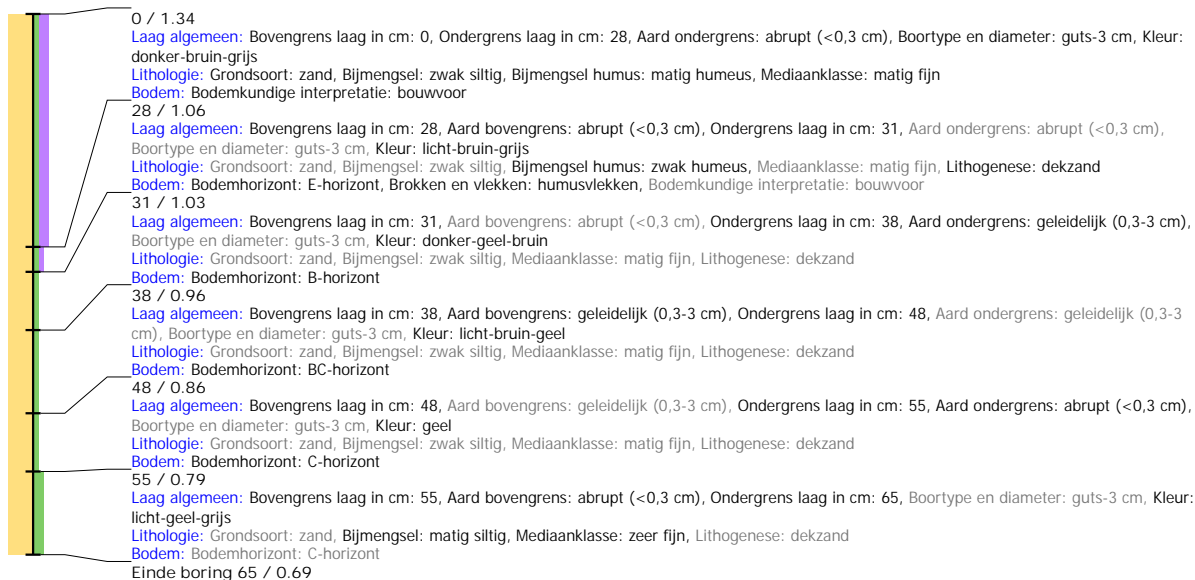 0 / 1.34
Laag algemeen: Bovengrens laag in cm: 0, Ondergrens laag in cm: 28, Aard ondergrens: abrupt (<0,3 cm), Boortype en diameter: guts-3 cm, Kleur:
donker-bruin-grijs
Lithologie: Grondsoort: zand, Bijmengsel: zwak siltig, Bijmengsel humus: matig humeus, Mediaanklasse: matig fijn
Bodem: Bodemkundige interpretatie: bouwvoor
28 / 1.06
Laag algemeen: Bovengrens laag in cm: 28, Aard bovengrens: abrupt (<0,3 cm), Ondergrens laag in cm: 31, Aard ondergrens: abrupt (<0,3 cm),
Boortype en diameter: guts-3 cm, Kleur: licht-bruin-grijs
Lithologie: Grondsoort: zand, Bijmengsel: zwak siltig, Bijmengsel humus: zwak humeus, Mediaanklasse: matig fijn, Lithogenese: dekzand
Bodem: Bodemhorizont: E-horizont, Brokken en vlekken: humusvlekken, Bodemkundige interpretatie: bouwvoor
31 / 1.03
Laag algemeen: Bovengrens laag in cm: 31, Aard bovengrens: abrupt (<0,3 cm), Ondergrens laag in cm: 38, Aard ondergrens: geleidelijk (0,3-3 cm),
Boortype en diameter: guts-3 cm, Kleur: donker-geel-bruin
Lithologie: Grondsoort: zand, Bijmengsel: zwak siltig, Mediaanklasse: matig fijn, Lithogenese: dekzand
Bodem: Bodemhorizont: B-horizont
38 / 0.96
Laag algemeen: Bovengrens laag in cm: 38, Aard bovengrens: geleidelijk (0,3-3 cm), Ondergrens laag in cm: 48, Aard ondergrens: geleidelijk (0,3-3
cm), Boortype en diameter: guts-3 cm, Kleur: licht-bruin-geel
Lithologie: Grondsoort: zand, Bijmengsel: zwak siltig, Mediaanklasse: matig fijn, Lithogenese: dekzand
Bodem: Bodemhorizont: BC-horizont
48 / 0.86
Laag algemeen: Bovengrens laag in cm: 48, Aard bovengrens: geleidelijk (0,3-3 cm), Ondergrens laag in cm: 55, Aard ondergrens: abrupt (<0,3 cm),
Boortype en diameter: guts-3 cm, Kleur: geel
Lithologie: Grondsoort: zand, Bijmengsel: zwak siltig, Mediaanklasse: matig fijn, Lithogenese: dekzand
Bodem: Bodemhorizont: C-horizont
55 / 0.79
Laag algemeen: Bovengrens laag in cm: 55, Aard bovengrens: abrupt (<0,3 cm), Ondergrens laag in cm: 65, Boortype en diameter: guts-3 cm, Kleur:
licht-geel-grijs
Lithologie: Grondsoort: zand, Bijmengsel: matig siltig, Mediaanklasse: zeer fijn, Lithogenese: dekzand
Bodem: Bodemhorizont: C-horizont
Einde boring 65 / 0.69